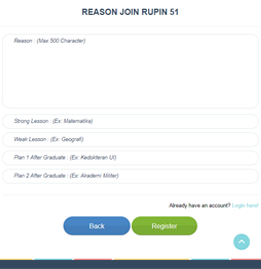 REASON JOIN RUPIN 51
Reason : (Max 500 Character)
Strong Lesson : (Ex: Matematika)
Weak Lesson : (Ex: Geografi)
Plan 1 After Graduate : (Ex: Kedokteran UI)
Plan 2 After Graduate : (Ex: Akademi Militer)
Already have an account? Login here!
Back
Register